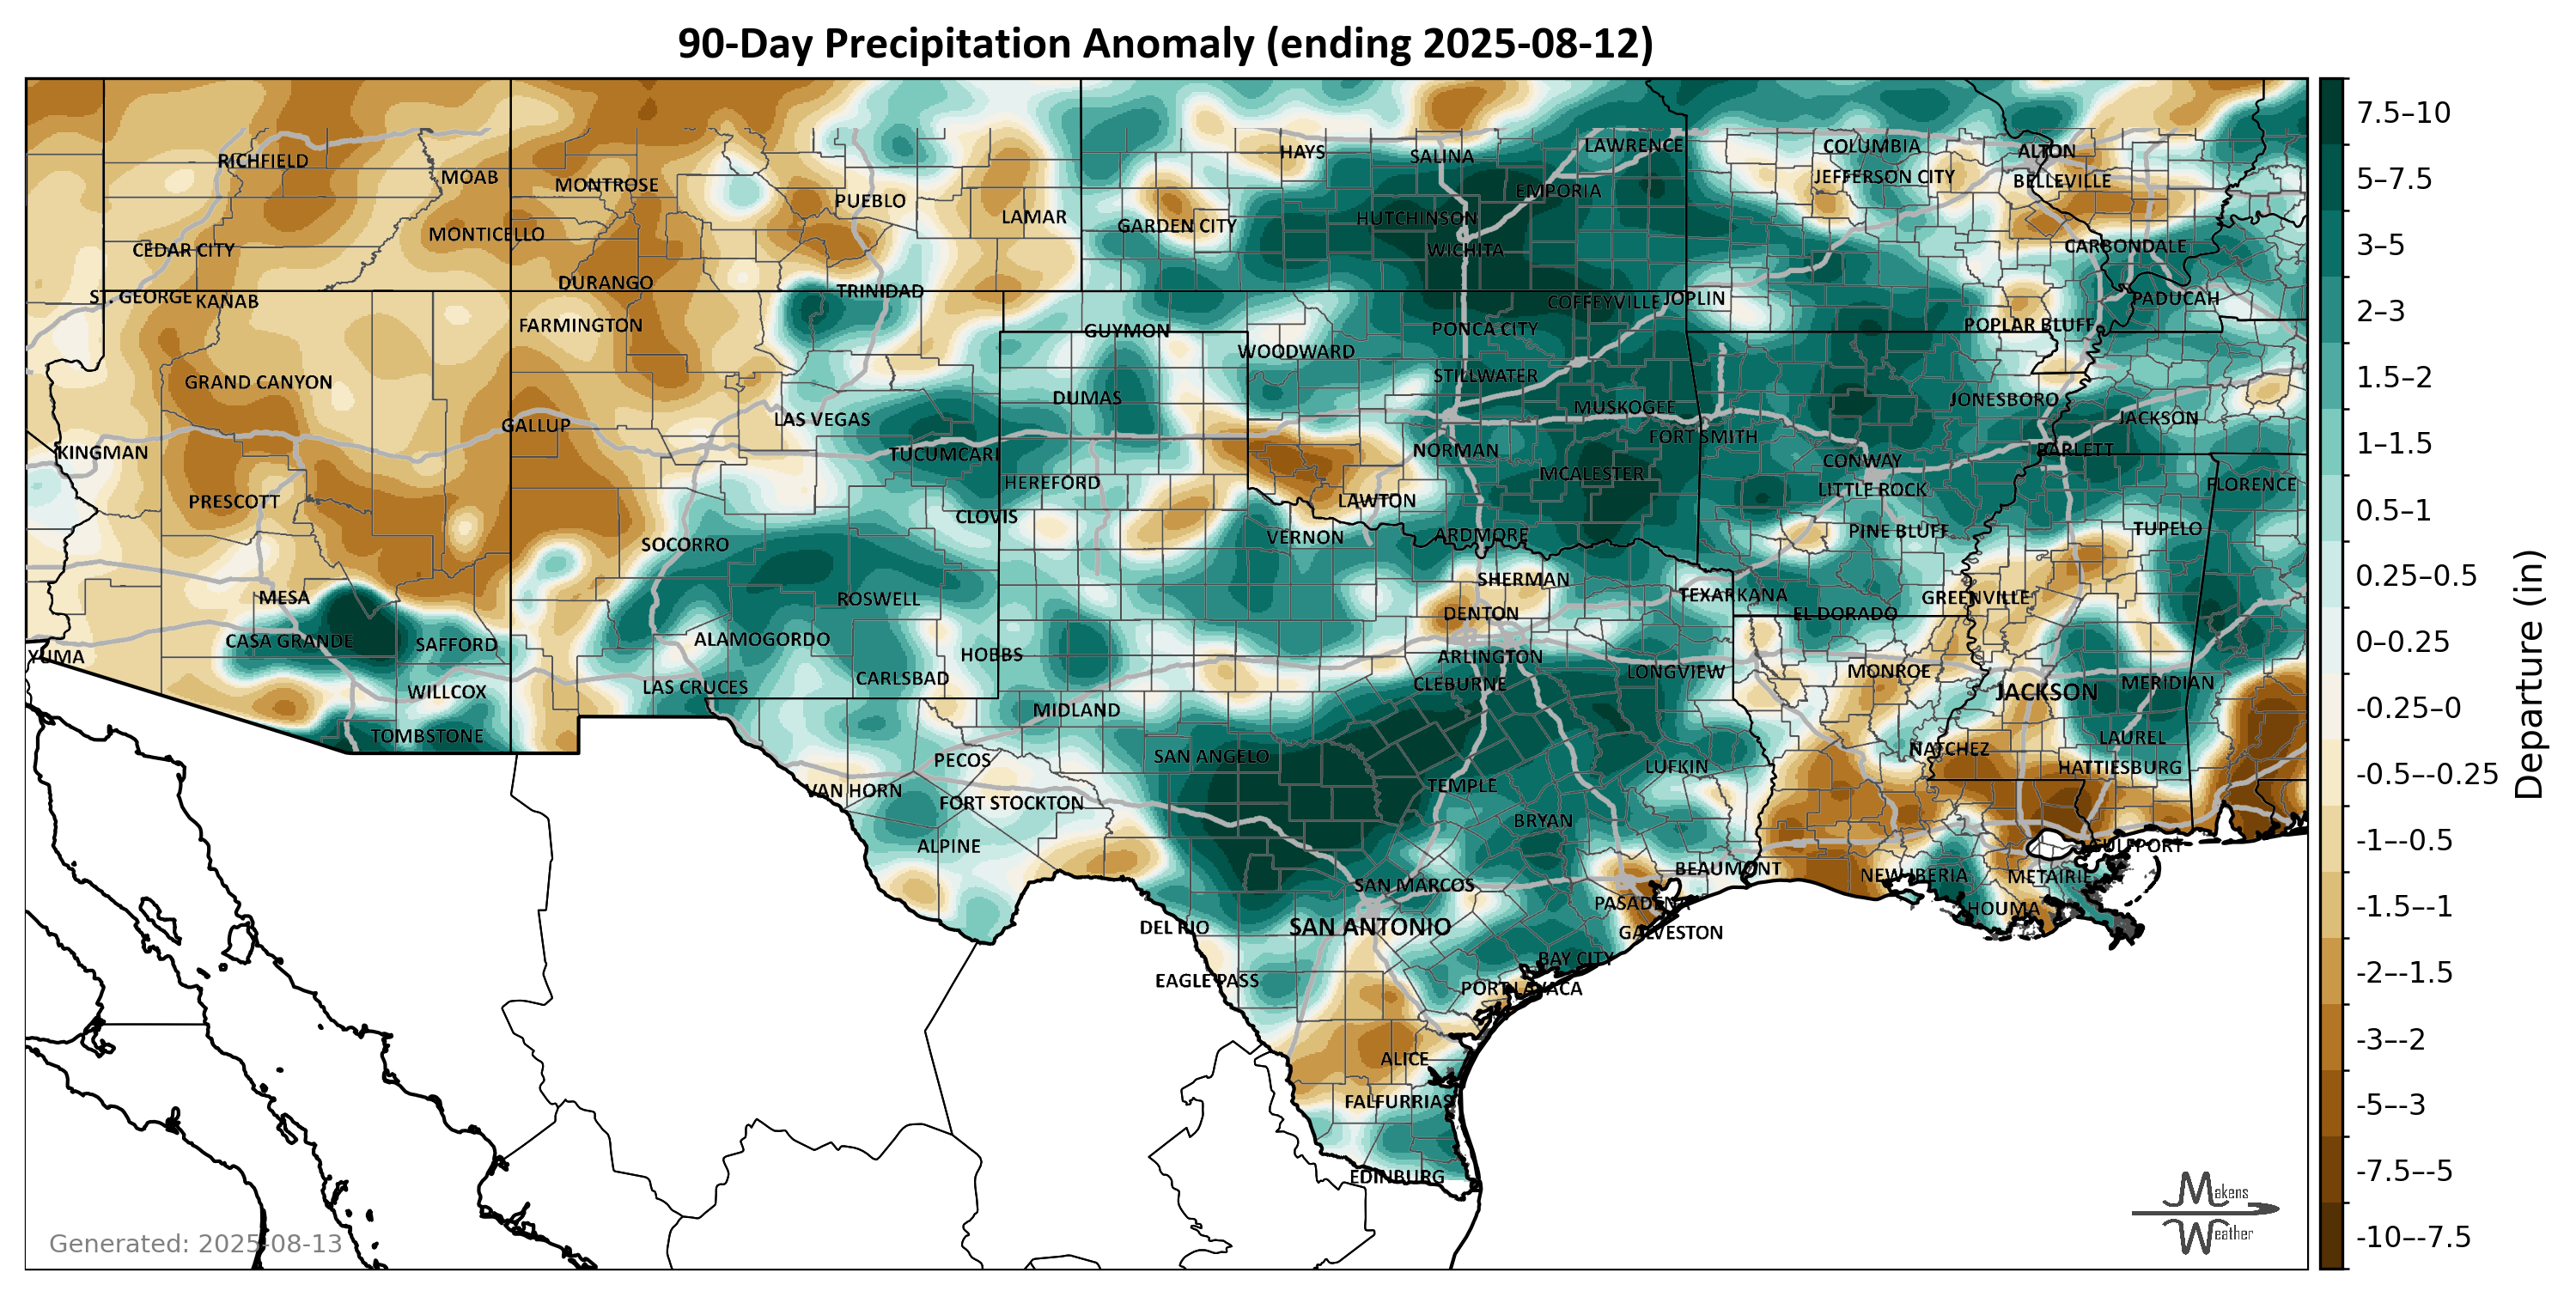 90-Day Precipitation Anomaly (ending 2025-08-12)
RICHFIELD
MOAB
MONTROSE
PUEBLO
LAMAR
HAYS
SALINA
LAWRENCE
EMPORIA
COLUMBIA
JEFFERSON CITY
ALTON
BELLEVILLE
CEDAR CITY
MONTICELLO
GARDEN CITY
HUTCHINSON
WICHITA
CARBONDALE
DURANGO
TRINIDAD
ST. GEORGE
KANAB
FARMINGTON
GUYMON
COFFEYVILLE
JOPLIN
PADUCAH
PONCA CITY
POPLAR BLUFF
WOODWARD
GRAND CANYON
DUMAS
STILLWATER
MUSKOGEE
JONESBORO
JACKSON
GALLUP
LAS VEGAS
KINGMAN
TUCUMCARI
NORMAN
FORT SMITH
BARLETT
CONWAY
PRESCOTT
HEREFORD
LAWTON
MCALESTER
LITTLE ROCK
FLORENCE
CLOVIS
SOCORRO
VERNON
ARDMORE
PINE BLUFF
TUPELO
MESA
ROSWELL
SHERMAN
DENTON
TEXARKANA
EL DORADO
GREENVILLE
CASA GRANDE
SAFFORD
ALAMOGORDO
YUMA
HOBBS
ARLINGTON
WILLCOX
LAS CRUCES
CARLSBAD
CLEBURNE
LONGVIEW
MONROE
JACKSON
MERIDIAN
TOMBSTONE
MIDLAND
PECOS
SAN ANGELO
LUFKIN
NATCHEZ
LAUREL
HATTIESBURG
VAN HORN
FORT STOCKTON
TEMPLE
BRYAN
ALPINE
GULFPORT
SAN MARCOS
BEAUMONT
NEW IBERIA
METAIRIE
PASADENA
HOUMA
DEL RIO
SAN ANTONIO
GALVESTON
BAY CITY
EAGLE PASS
PORT LAVACA
ALICE
FALFURRIAS
EDINBURG
7.5–10
5–7.5
3–5
2–3
1.5–2
1–1.5
0.5–1
0.25–0.5
0–0.25
-0.25–0
-0.5–-0.25
-1–-0.5
-1.5–-1
-2–-1.5
-3–-2
-5–-3
-7.5–-5
-10–-7.5
Departure (in)
Generated: 2025-08-13
Makens
Weather